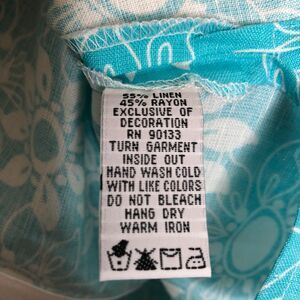 55% LINEN
45% RAYON
EXCLUSIVE OF
DECORATION
RN 90133
TURN GARMENT
INSIDE OUT
HAND WASH COLD
WITH LIKE COLORS
DO NOT BLEACH
HANG DRY
WARM IRON